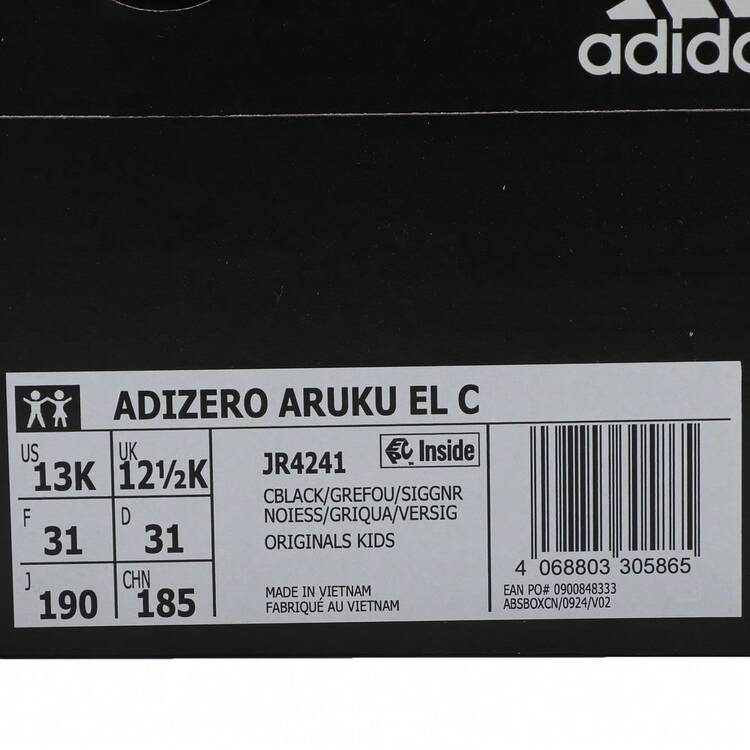 adidas
ADIZERO ARUKU EL C
US 13K UK 12½K
F 31 D 31
J 190 CHN 185
JR4241
Inside
CBLACK/GREFOU/SIGGNR
NOIESS/GRIQUA/VERSIG
ORIGINALS KIDS
MADE IN VIETNAM
FABRIQUÉ AU VIETNAM
4 068803 305865
EAN PO# 0900848333
ABSBOXCN/0924/V02